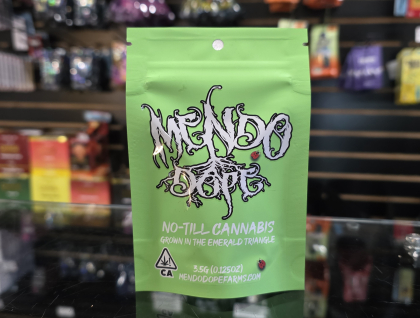 MENDO
DOPE
NO-TILL CANNABIS
GROWN IN THE EMERALD TRIANGLE
3.5G (0.125OZ)
MENDODOPEFARMS.COM
CA